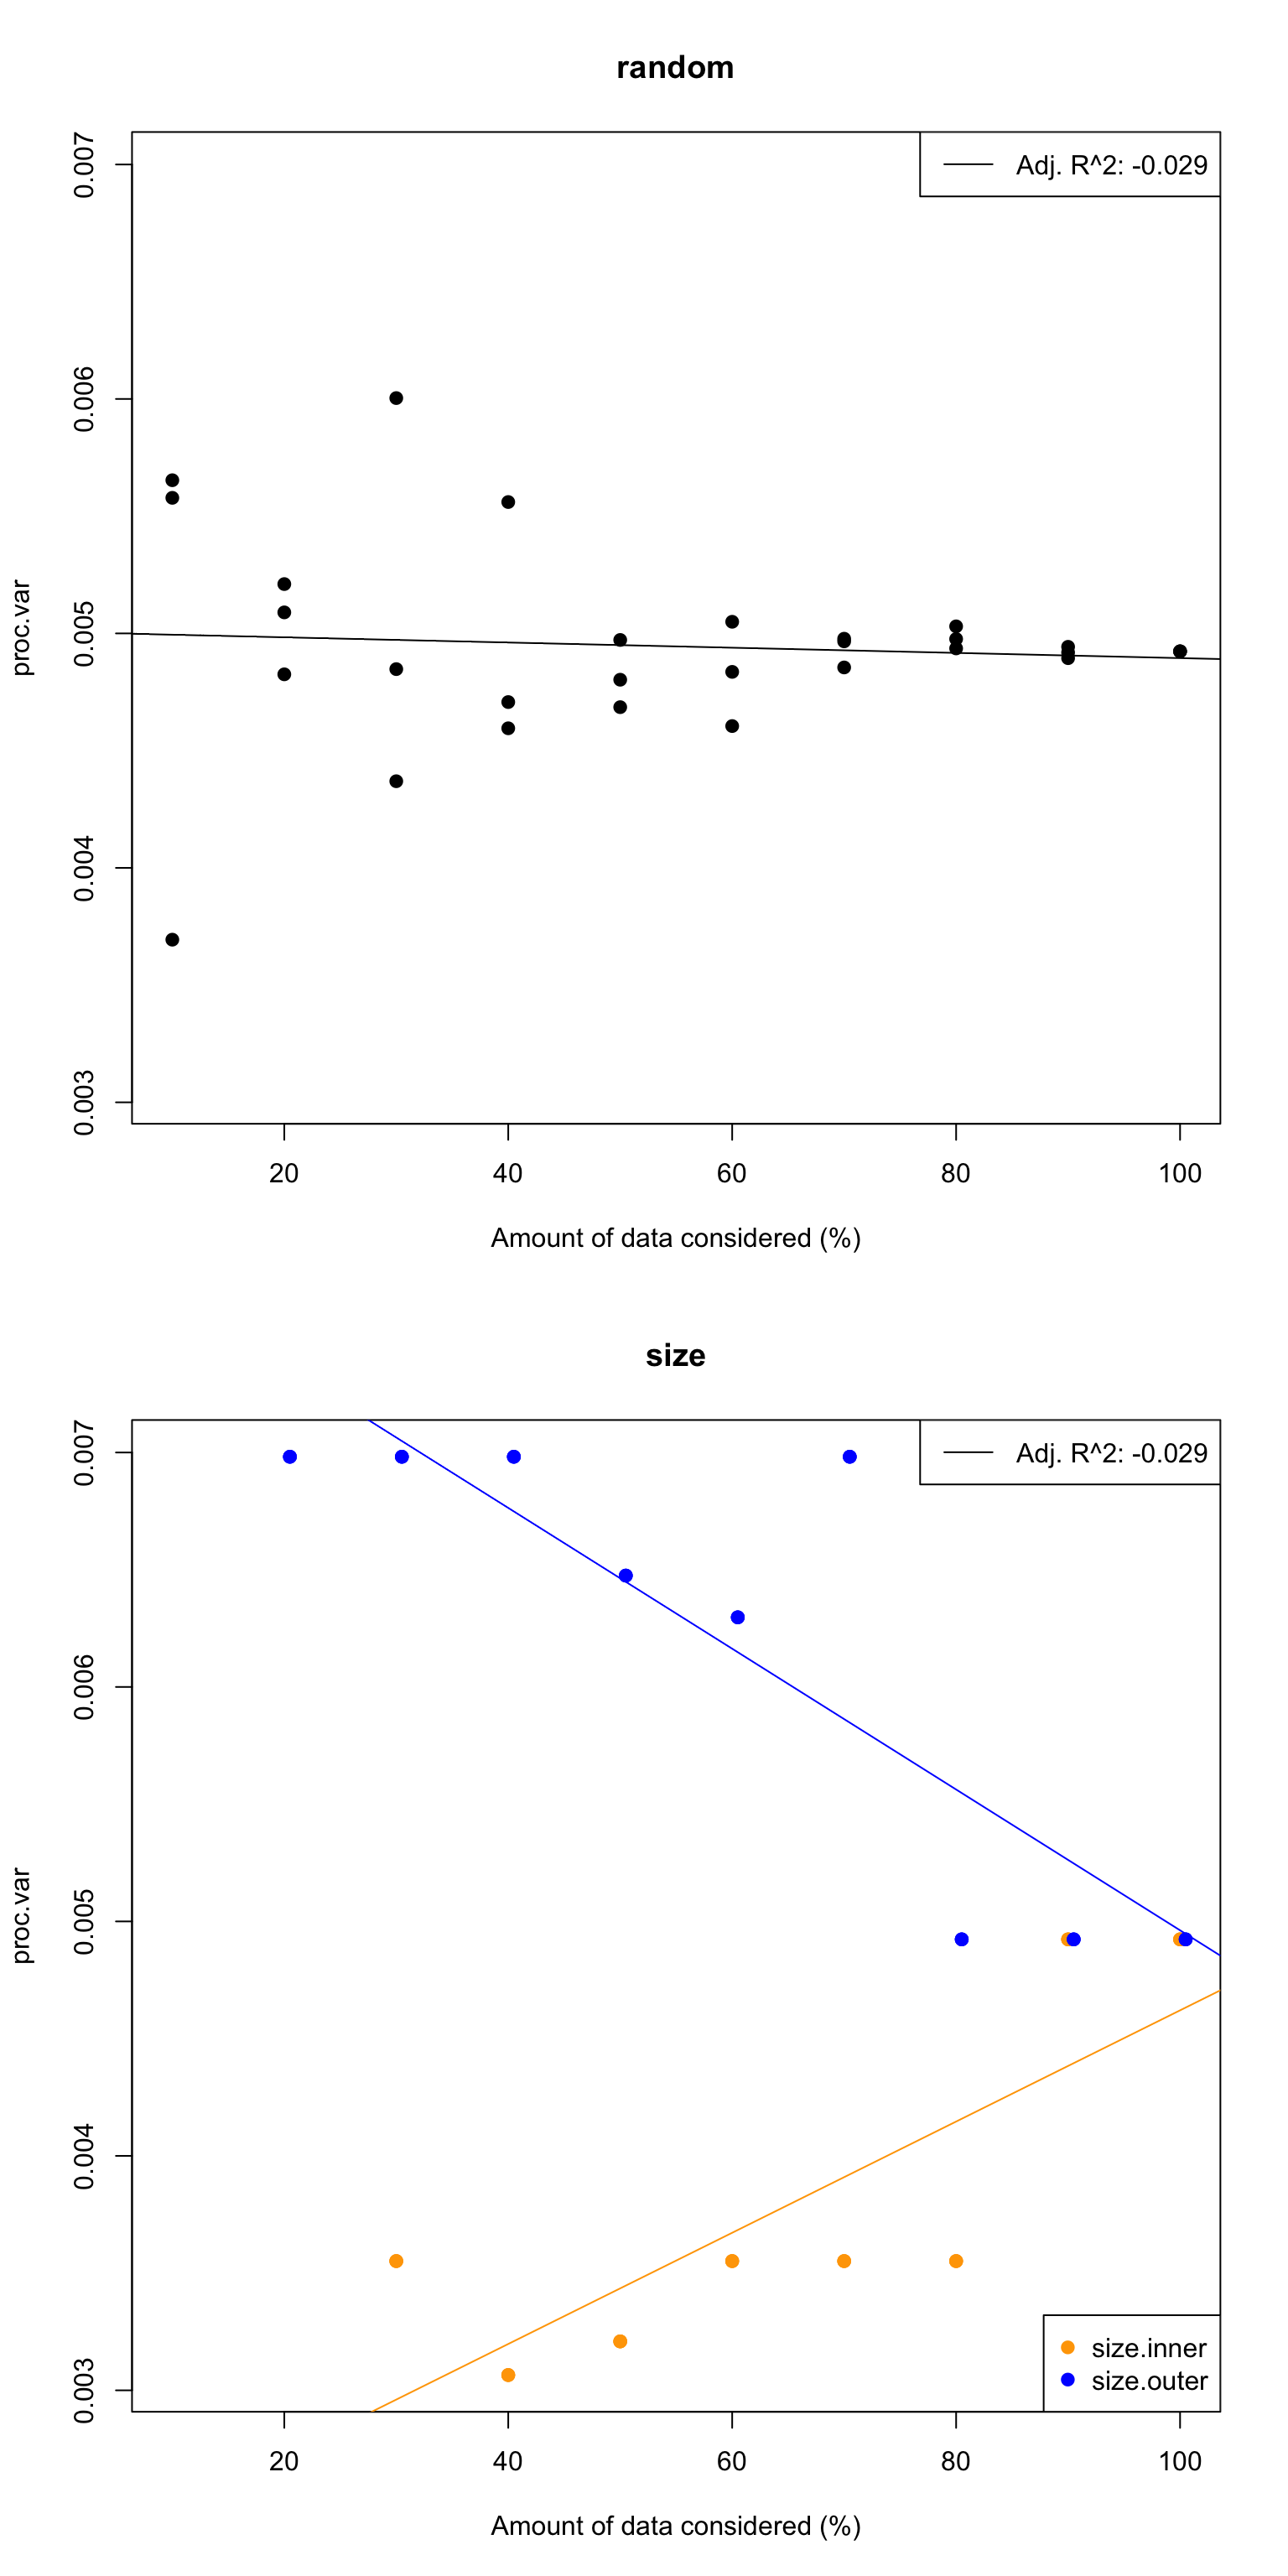 random
Adj. R^2: -0.029
0.007
0.006
0.005
0.004
0.003
proc.var
20 40 60 80 100
Amount of data considered (%)
size
Adj. R^2: -0.029
0.007
0.006
0.005
0.004
0.003
proc.var
size.inner
size.outer
20 40 60 80 100
Amount of data considered (%)